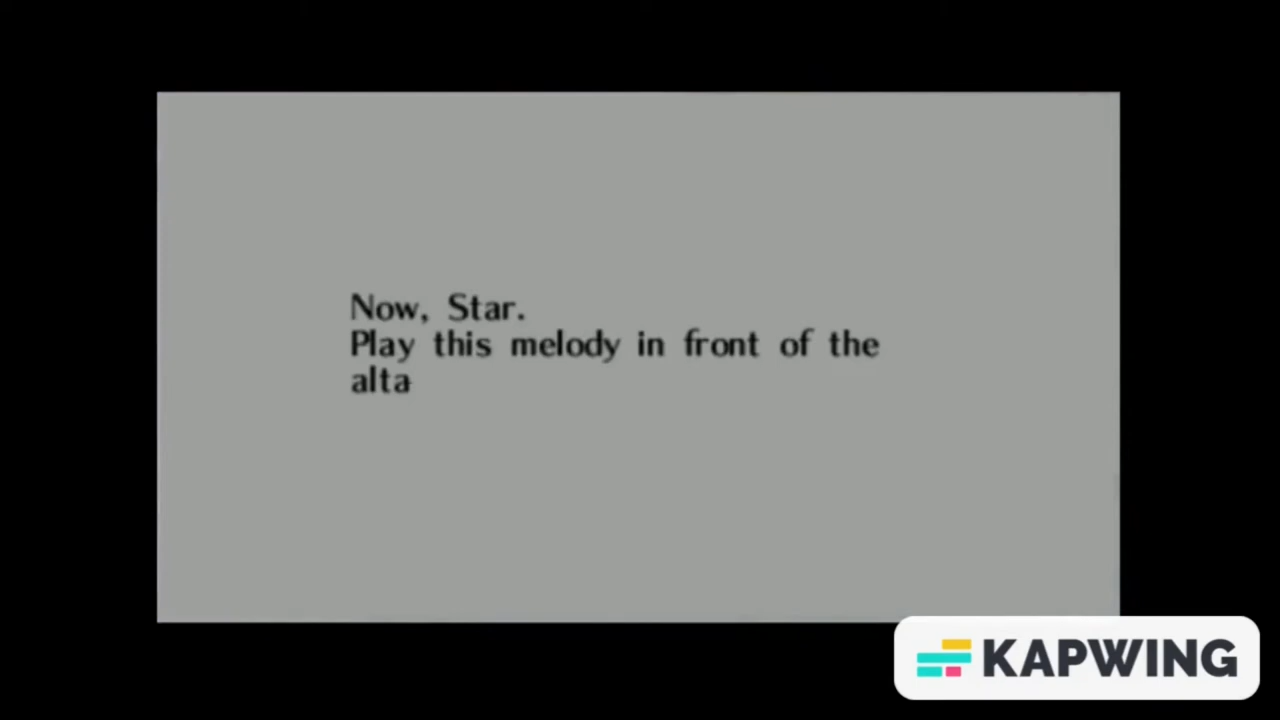 Now, Star.
Play this melody in front of the
alta
KAPWING